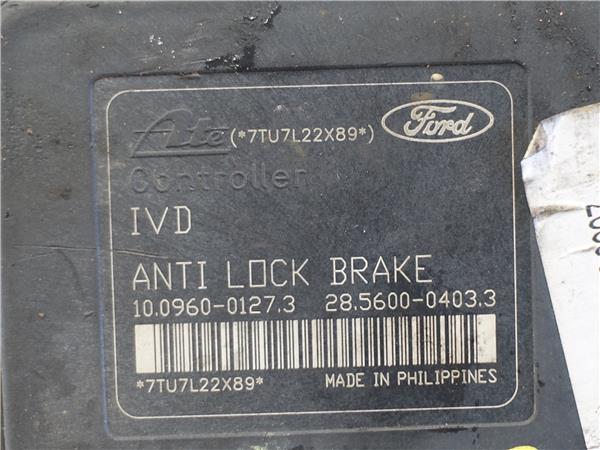 Ate (*7TU7L22X89*) Ford
Controller
IVD
ANTI LOCK BRAKE
10.0960-0127.3 28.5600-0403.3
*7TU7L22X89* MADE IN PHILIPPINES